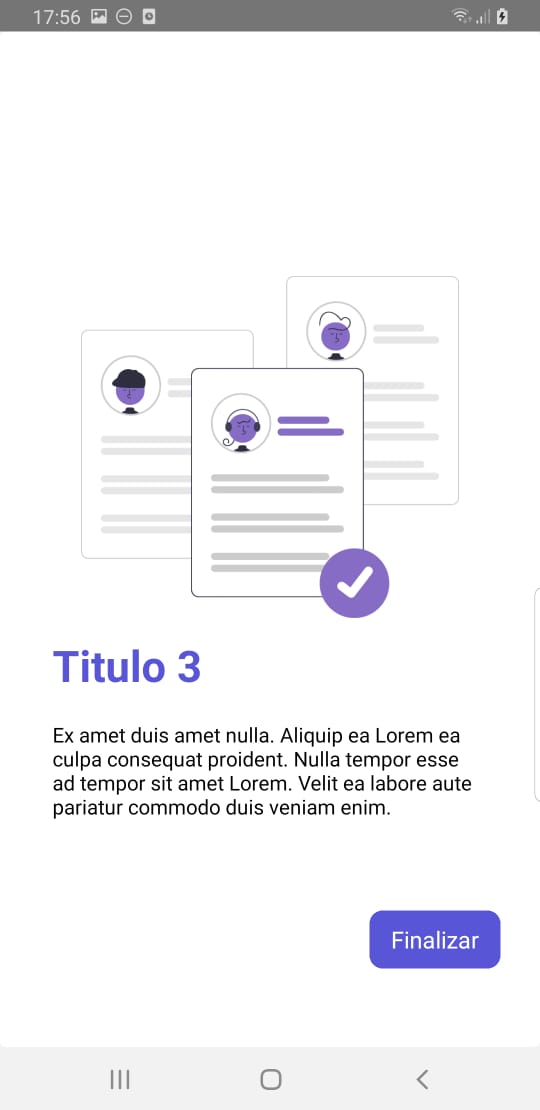 17:56
Titulo 3
Ex amet duis amet nulla. Aliquip ea Lorem ea
culpa consequat proident. Nulla tempor esse
ad tempor sit amet Lorem. Velit ea labore aute
pariatur commodo duis veniam enim.
Finalizar